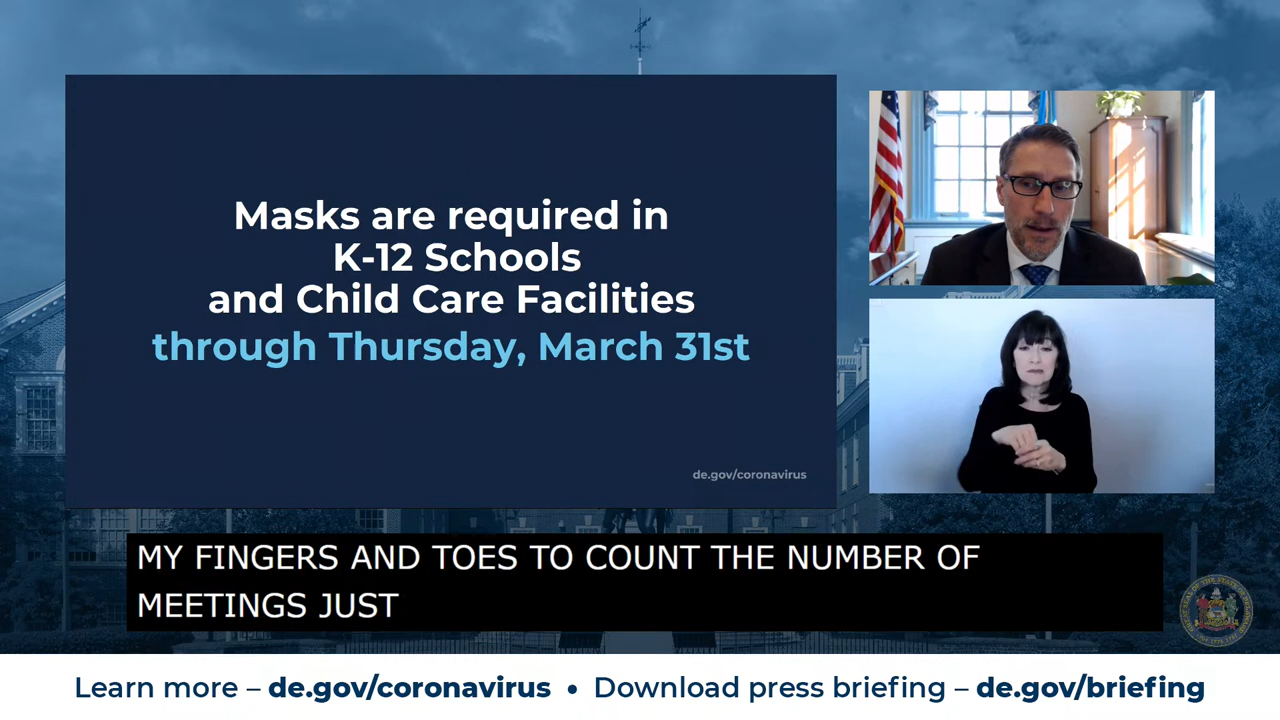 Masks are required in
K-12 Schools
and Child Care Facilities
through Thursday, March 31st
de.gov/coronavirus
MY FINGERS AND TOES TO COUNT THE NUMBER OF
MEETINGS JUST
Learn more – de.gov/coronavirus • Download press briefing – de.gov/briefing